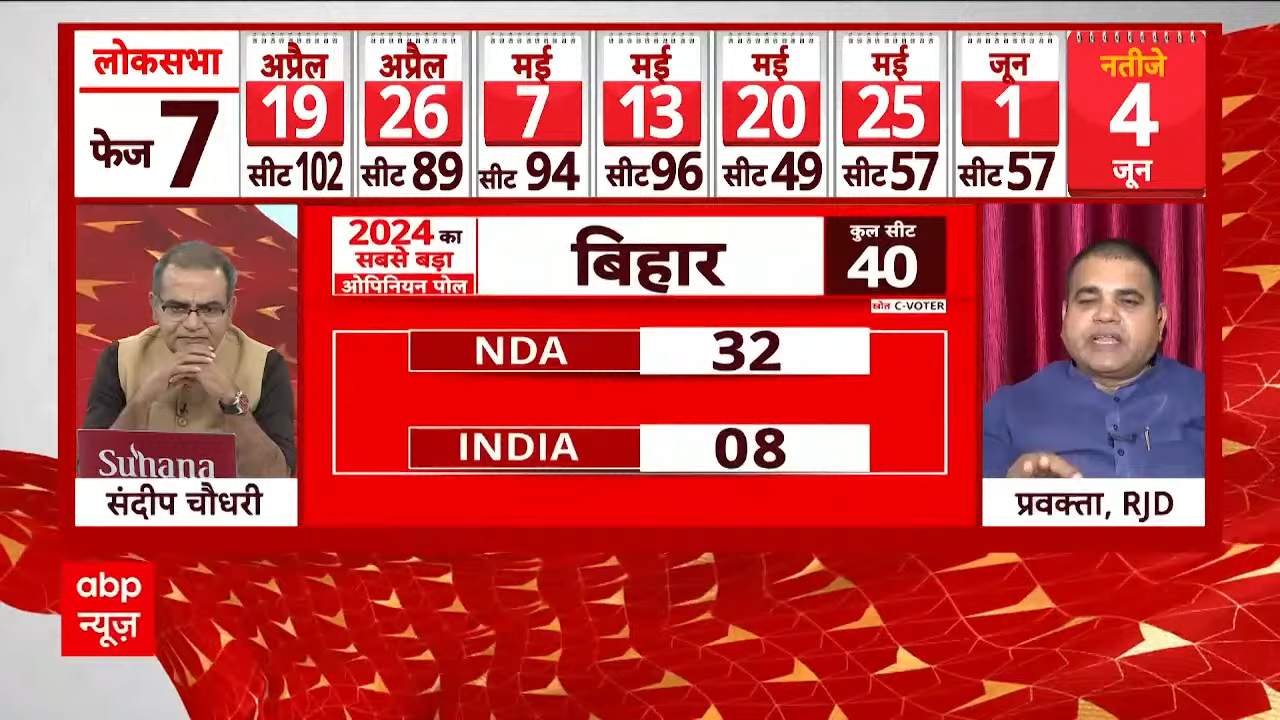 लोकसभा
फेज 7
अप्रैल
19
सीट 102
अप्रैल
26
सीट 89
मई
7
सीट 94
मई
13
सीट 96
मई
20
सीट 49
मई
25
सीट 57
जून
1
सीट 57
नतीजे
4
जून
2024 का
सबसे बड़ा
ओपिनियन पोल
बिहार
कुल सीट
40
स्रोत C-VOTER
NDA 32
INDIA 08
Suhana
संदीप चौधरी
प्रवक्ता, RJD
abp
न्यूज़